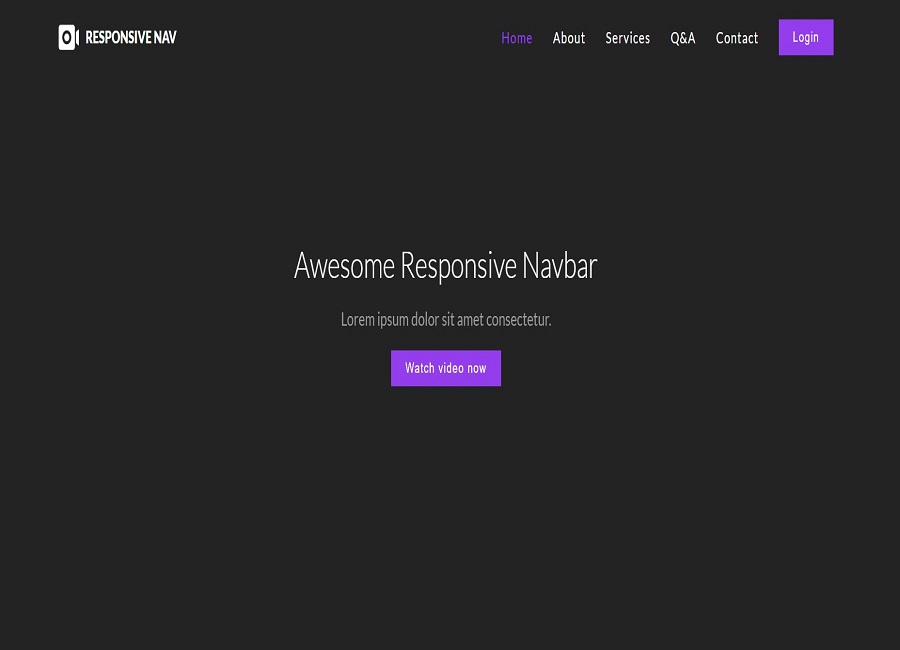 RESPONSIVE NAV
Home About Services Q&A Contact Login
Awesome Responsive Navbar
Lorem ipsum dolor sit amet consectetur.
Watch video now